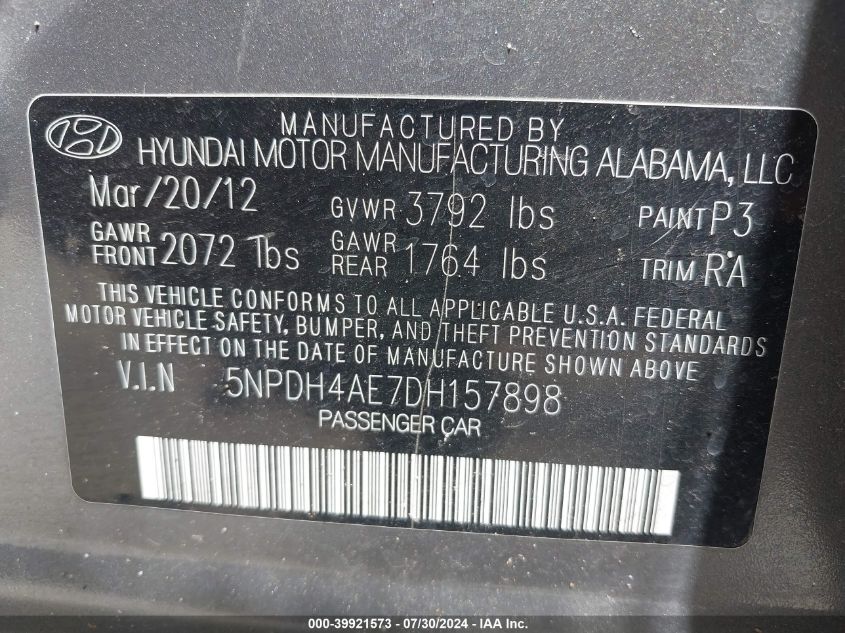 MANUFACTURED BY
HYUNDAI MOTOR MANUFACTURING ALABAMA, LLC
Mar/20/12 GVWR 3792 lbs PAINT P3
GAWR FRONT 2072 lbs GAWR REAR 1764 lbs TRIM RA
THIS VEHICLE CONFORMS TO ALL APPLICABLE U.S.A. FEDERAL
MOTOR VEHICLE SAFETY, BUMPER, AND THEFT PREVENTION STANDARDS
IN EFFECT ON THE DATE OF MANUFACTURE SHOWN ABOVE
V.I.N 5NPDH4AE7DH157898
PASSENGER CAR
000-39921573 - 07/30/2024 - IAA Inc.